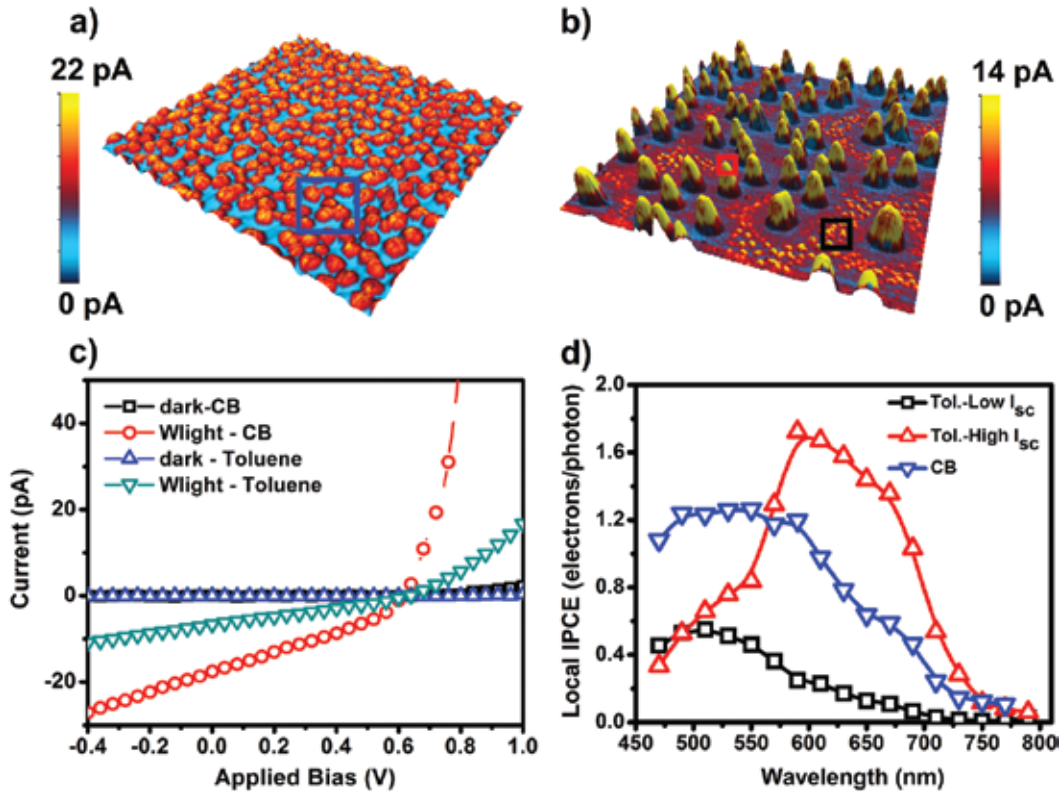 a)
22 pA
0 pA
b)
14 pA
0 pA
c)
dark-CB
Wlight - CB
dark - Toluene
Wlight - Toluene
Current (pA)
40
20
0
-20
-0.4 -0.2 0.0 0.2 0.4 0.6 0.8 1.0
Applied Bias (V)
d)
Tol.-Low Isc
Tol.-High Isc
CB
Local IPCE (electrons/photon)
2.0
1.6
1.2
0.8
0.4
0.0
450 500 550 600 650 700 750 800
Wavelength (nm)